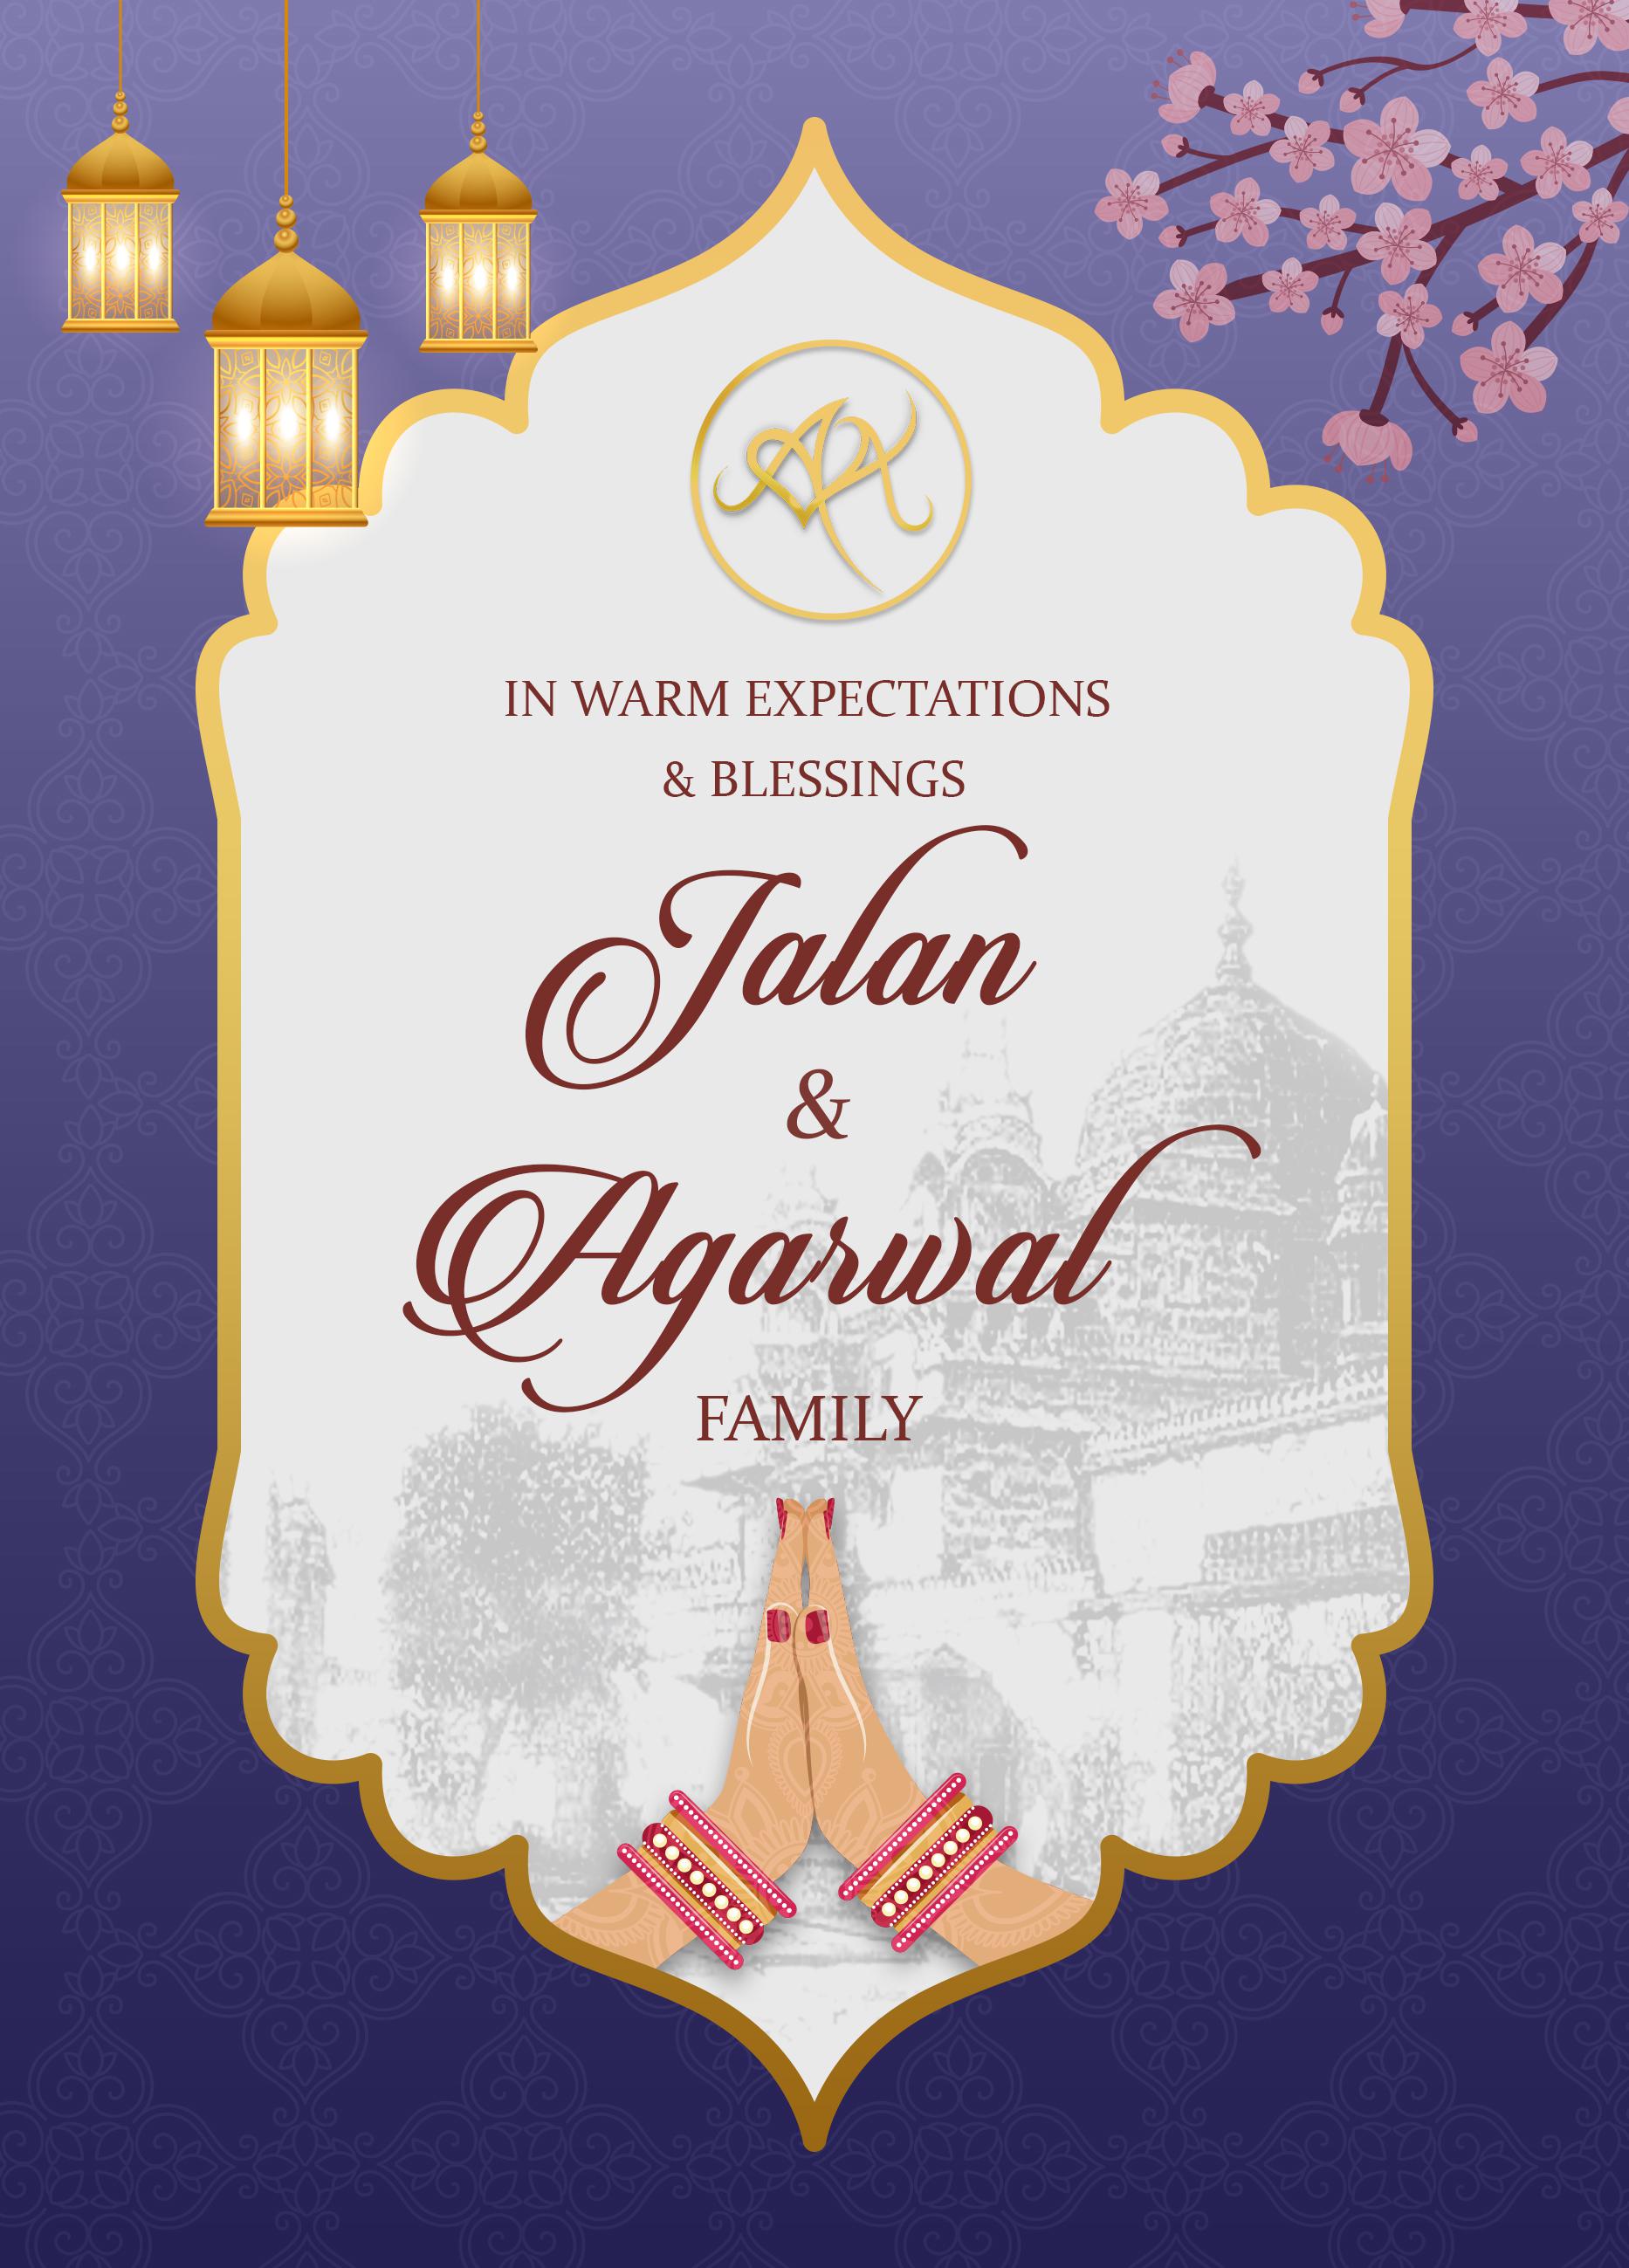 IN WARM EXPECTATIONS
& BLESSINGS
Jalan
&
Agarwal
FAMILY